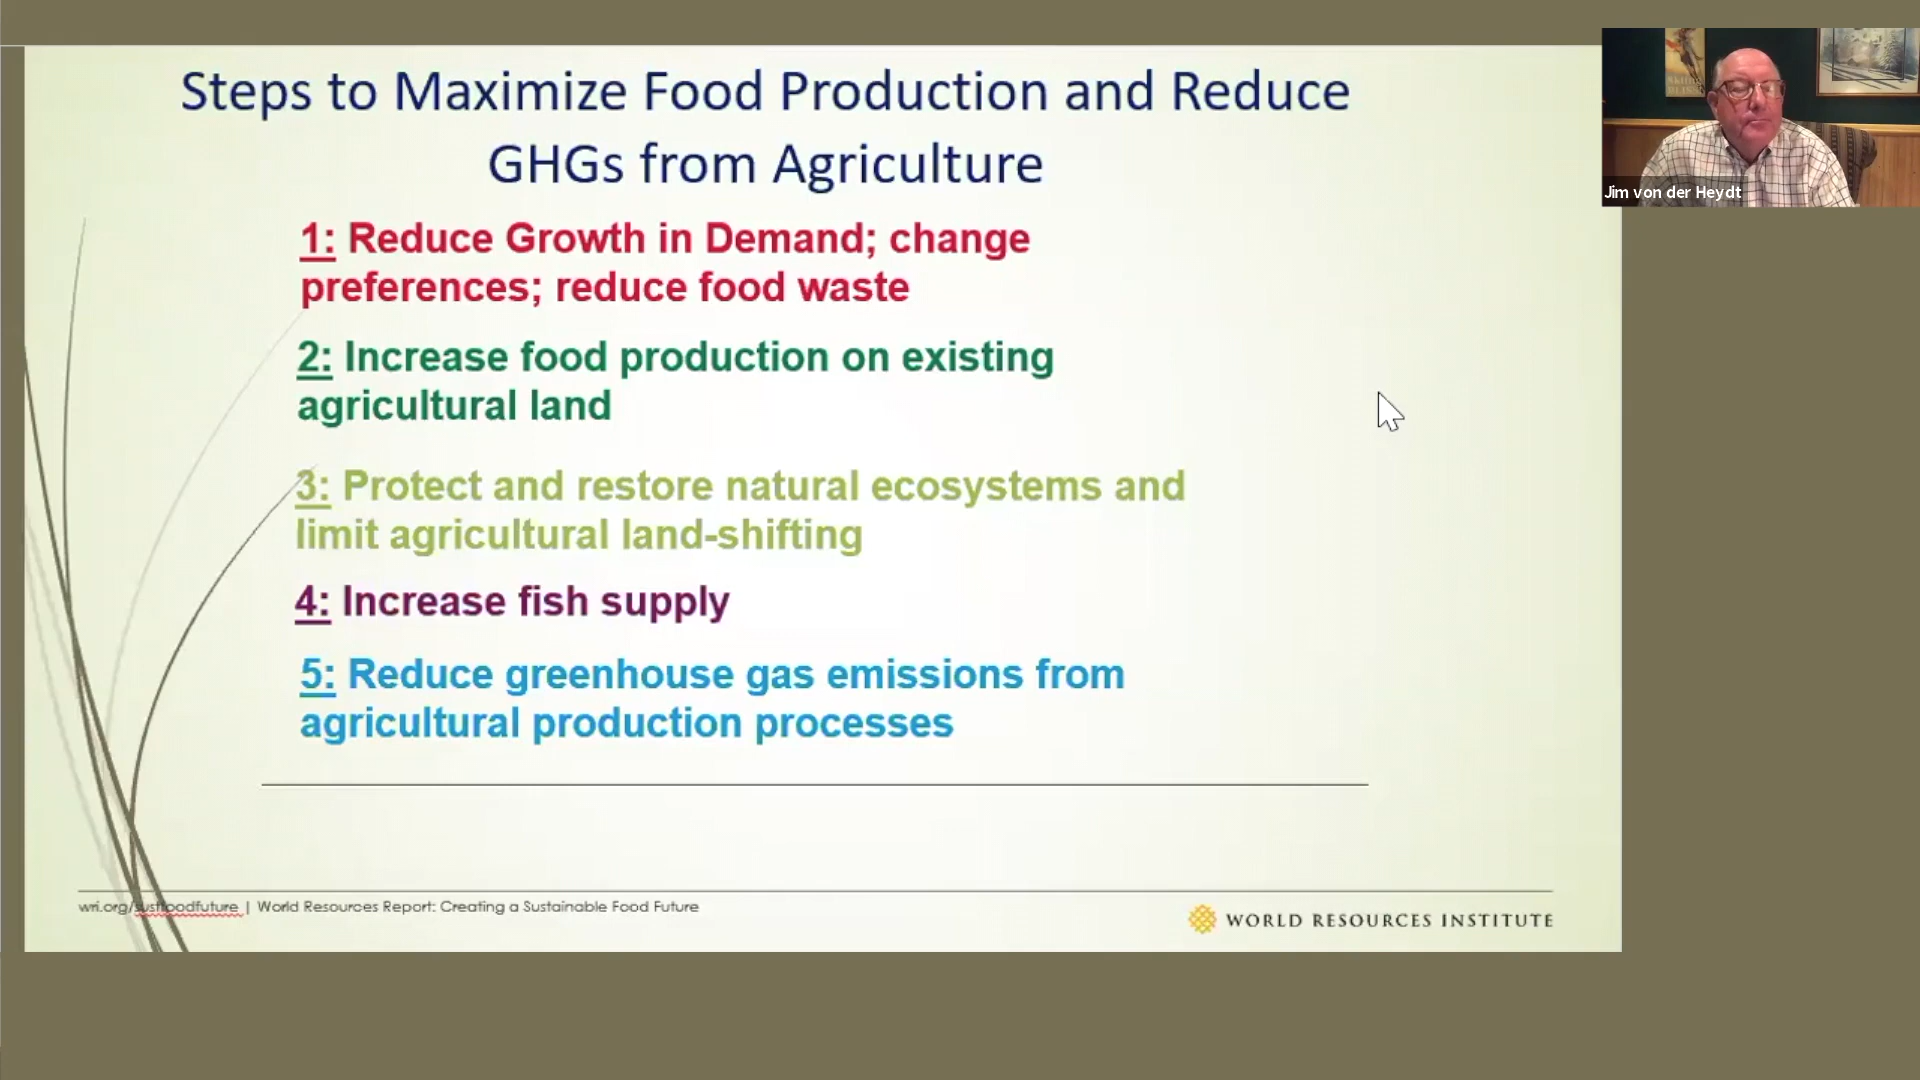 Steps to Maximize Food Production and Reduce
GHGs from Agriculture
1: Reduce Growth in Demand; change
preferences; reduce food waste
2: Increase food production on existing
agricultural land
3: Protect and restore natural ecosystems and
limit agricultural land-shifting
4: Increase fish supply
5: Reduce greenhouse gas emissions from
agricultural production processes
wri.org/sustfoodfuture | World Resources Report: Creating a Sustainable Food Future
WORLD RESOURCES INSTITUTE
Jim von der Heydt